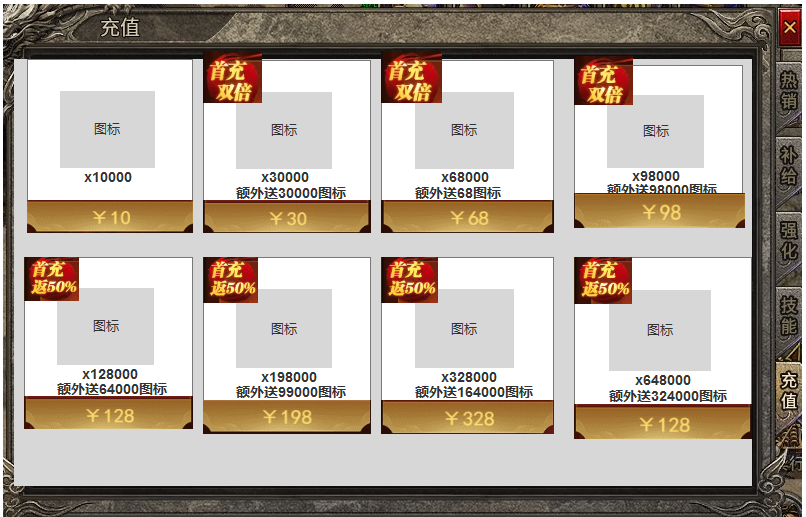 充值
热销
补给
强化
技能
充值
行
图标
x10000
￥10
首充
双倍
图标
x30000
额外送30000图标
￥30
首充
双倍
图标
x68000
额外送68图标
￥68
首充
双倍
图标
x98000
额外送98000图标
￥98
首充
返50%
图标
x128000
额外送64000图标
￥128
首充
返50%
图标
x198000
额外送99000图标
￥198
首充
返50%
图标
x328000
额外送164000图标
￥328
首充
返50%
图标
x648000
额外送324000图标
￥128